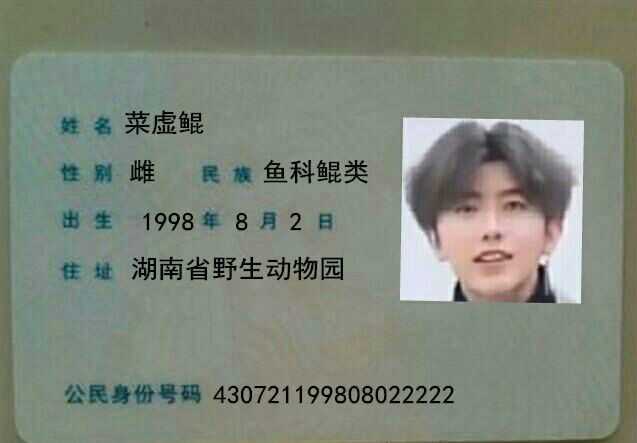 姓名 菜虚鲲
性别 雌 民族 鱼科鲲类
出生 1998 年 8 月 2 日
住址 湖南省野生动物园
公民身份号码 430721199808022222